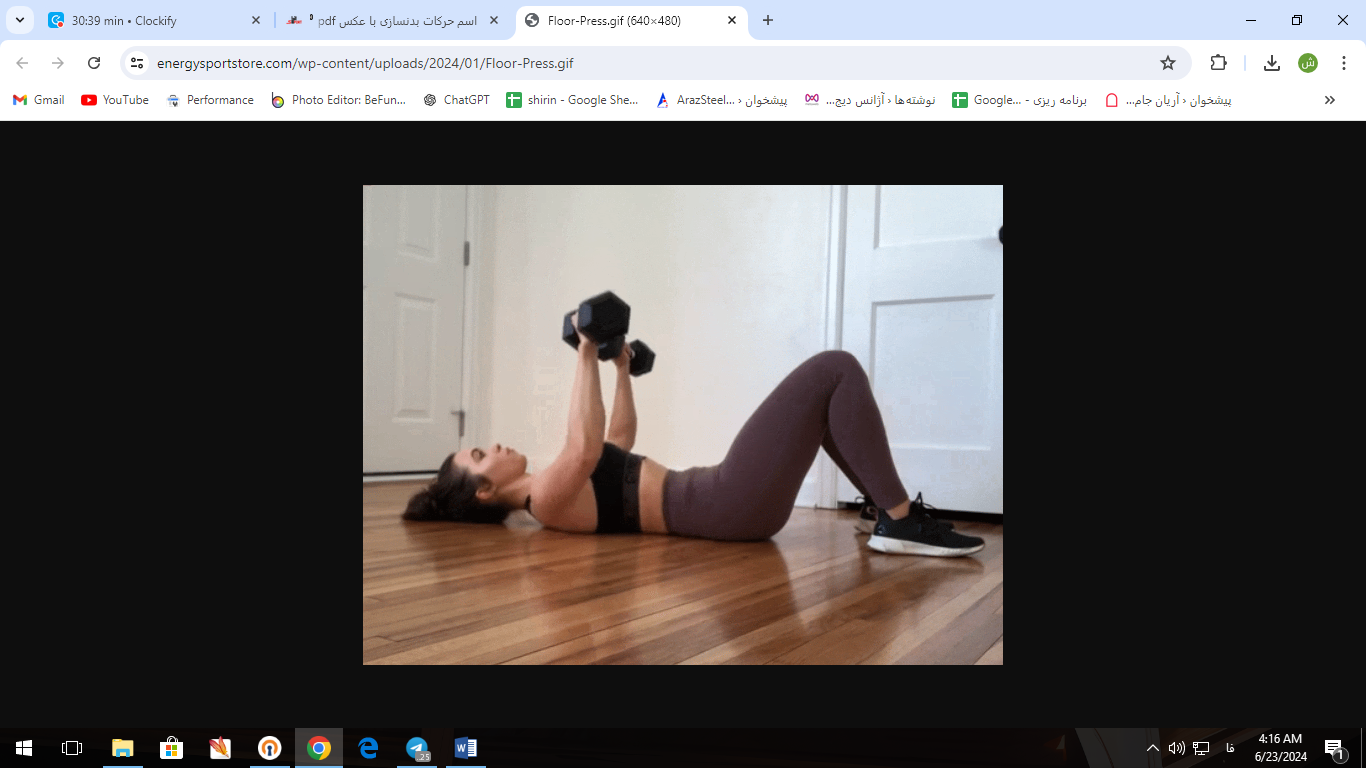 30:39 min • Clockify
اسم حرکات بدنسازی با عکس pdf
Floor-Press.gif (640×480)
energysportstore.com/wp-content/uploads/2024/01/Floor-Press.gif
ش
Gmail
YouTube
Performance
Photo Editor: BeFun...
ChatGPT
shirin - Google She...
پیشخوان ‹ ArazSteel...
نوشته‌ها ‹ آژانس دیج...
برنامه ریزی - Google...
پیشخوان ‹ آریان جام...
25
فا
4:16 AM
6/23/2024
1